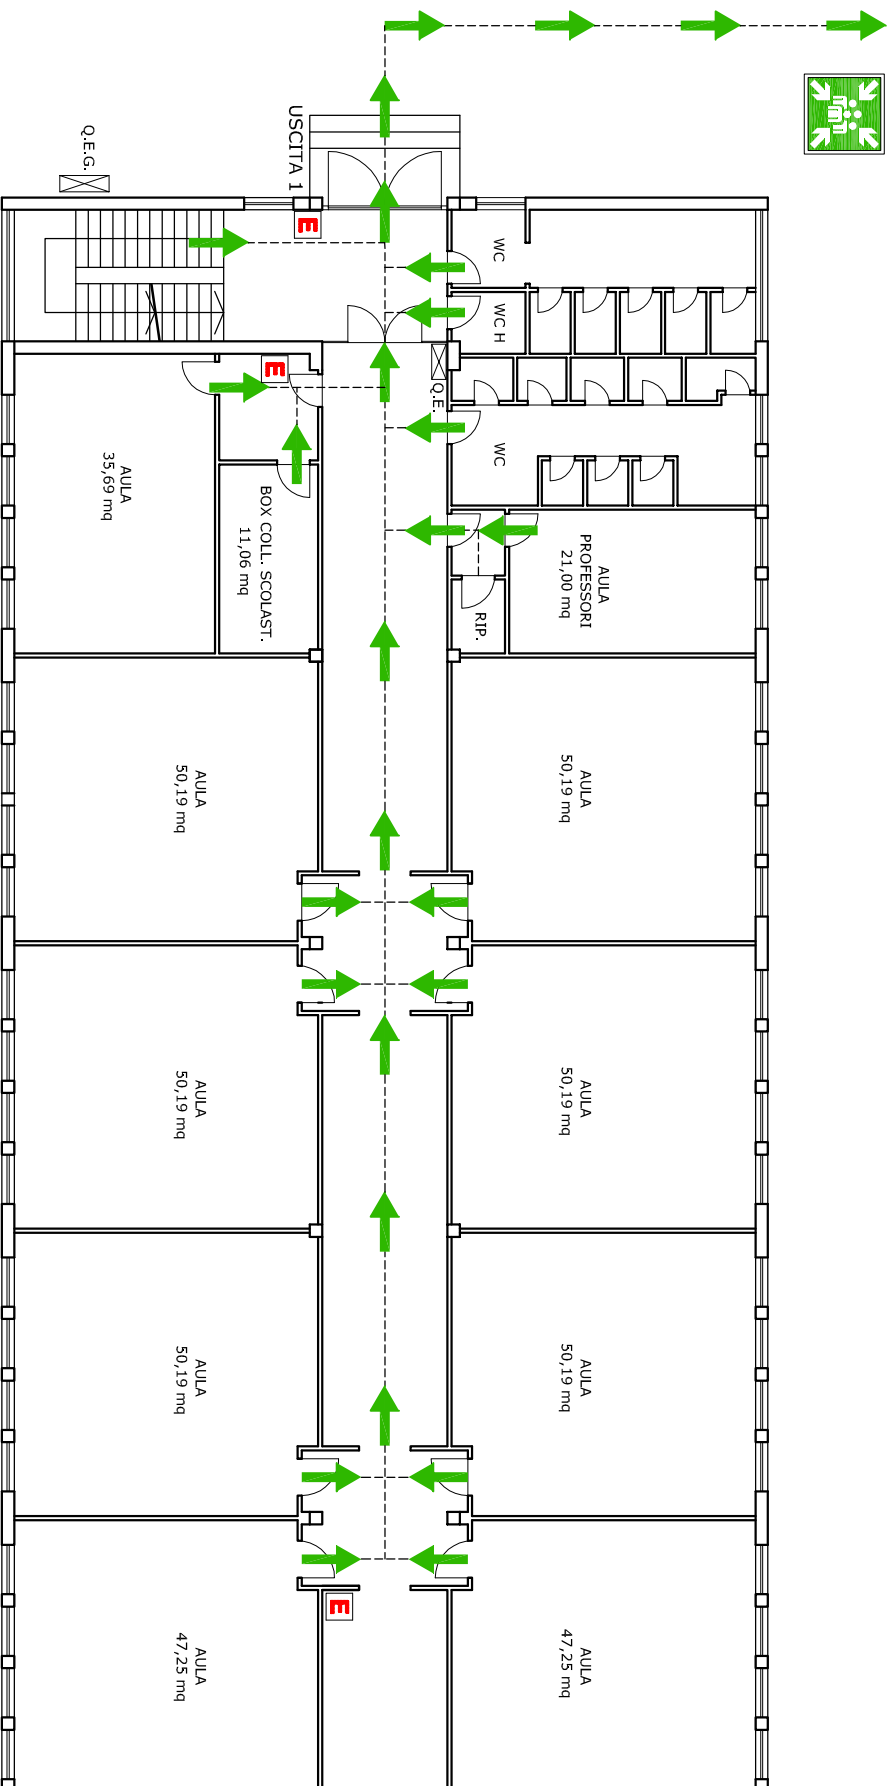 Q.E.G.
USCITA 1
E
WC
WC H
E
Q.E.
WC
AULA
35,69 mq
BOX COLL. SCOLAST.
11,06 mq
AULA
PROFESSORI
21,00 mq
RIP.
AULA
50,19 mq
AULA
50,19 mq
AULA
50,19 mq
AULA
50,19 mq
AULA
50,19 mq
AULA
50,19 mq
E
AULA
47,25 mq
AULA
47,25 mq